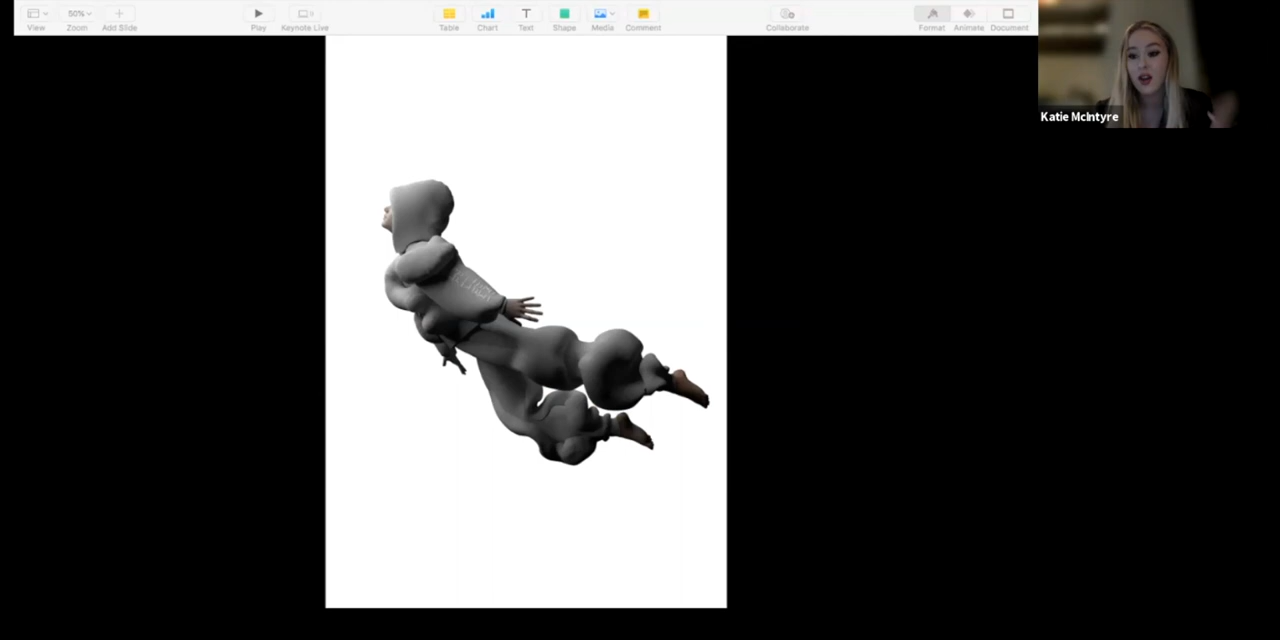 50%
View
Zoom
Add Slide
Play
Keynote Live
Table
Chart
Text
Shape
Media
Comment
Collaborate
Format
Animate
Document
Katie McIntyre